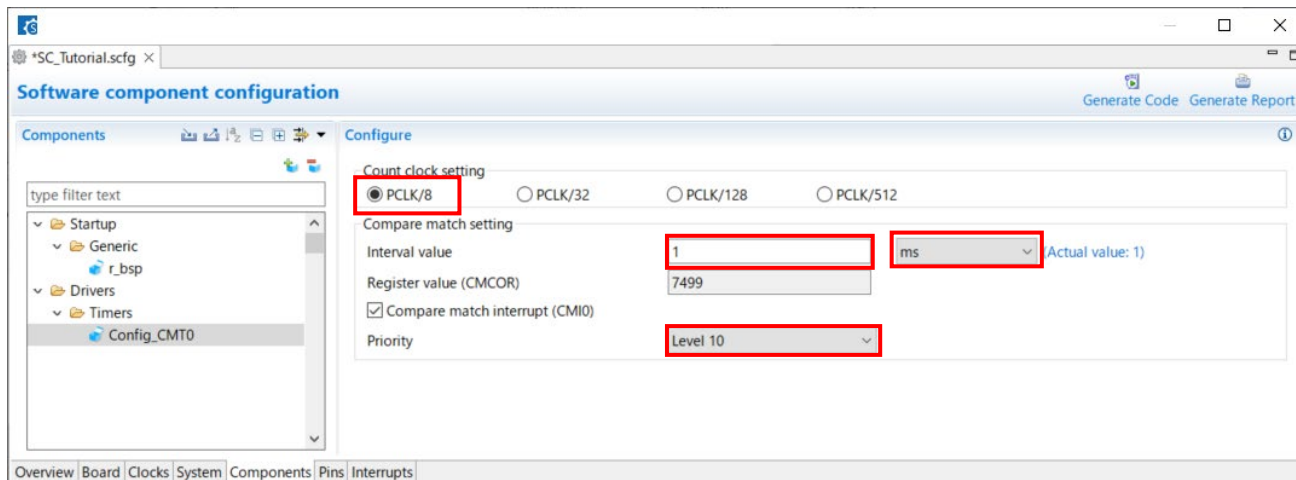 *SC_Tutorial.scfg
Software component configuration
Generate Code Generate Report
Components
Configure
type filter text
Startup
Generic
r_bsp
Drivers
Timers
Config_CMT0
Count clock setting
PCLK/8 PCLK/32 PCLK/128 PCLK/512
Compare match setting
Interval value 1 ms (Actual value: 1)
Register value (CMCOR) 7499
Compare match interrupt (CMI0)
Priority Level 10
Overview Board Clocks System Components Pins Interrupts